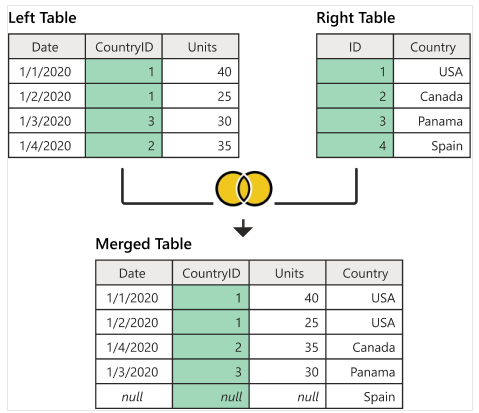 Left Table
Date CountryID Units
1/1/2020 1 40
1/2/2020 1 25
1/3/2020 3 30
1/4/2020 2 35
Right Table
ID Country
1 USA
2 Canada
3 Panama
4 Spain
Merged Table
Date CountryID Units Country
1/1/2020 1 40 USA
1/2/2020 1 25 USA
1/4/2020 2 35 Canada
1/3/2020 3 30 Panama
null null null Spain